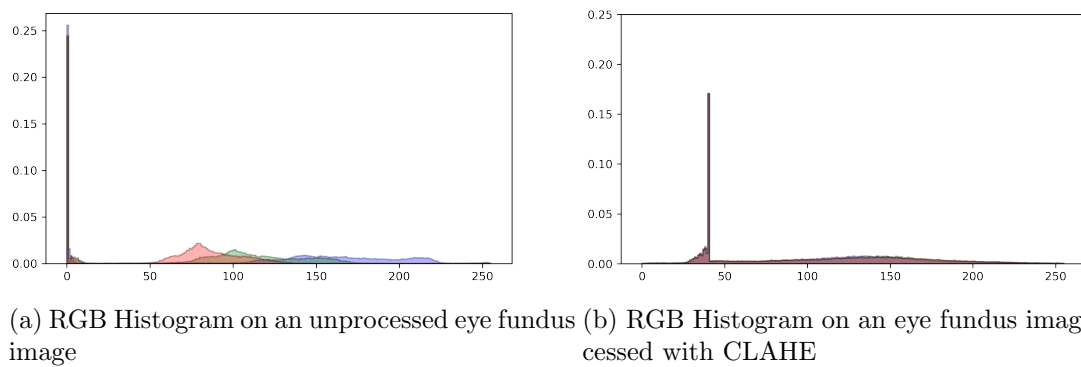 0.25
0.20
0.15
0.10
0.05
0.00
0 50 100 150 200 250
0.25
0.20
0.15
0.10
0.05
0.00
0 50 100 150 200 250
(a) RGB Histogram on an unprocessed eye fundus
image
(b) RGB Histogram on an eye fundus imag
cessed with CLAHE